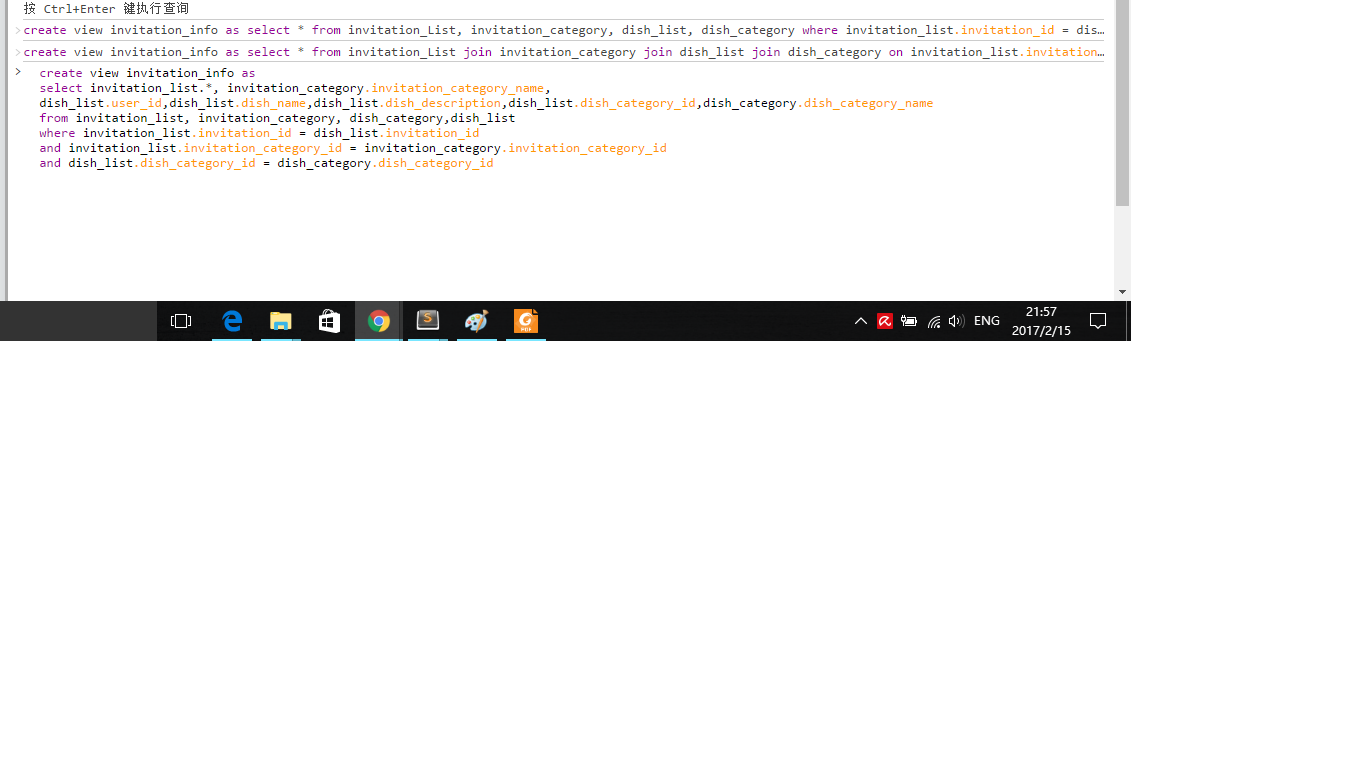 按 Ctrl+Enter 键执行查询
>create view invitation_info as select * from invitation_List, invitation_category, dish_list, dish_category where invitation_list.invitation_id = dis…
>create view invitation_info as select * from invitation_List join invitation_category join dish_list join dish_category on invitation_list.invitation…
> create view invitation_info as
select invitation_list.*, invitation_category.invitation_category_name,
dish_list.user_id,dish_list.dish_name,dish_list.dish_description,dish_list.dish_category_id,dish_category.dish_category_name
from invitation_list, invitation_category, dish_category,dish_list
where invitation_list.invitation_id = dish_list.invitation_id
and invitation_list.invitation_category_id = invitation_category.invitation_category_id
and dish_list.dish_category_id = dish_category.dish_category_id
S
PDF
ENG
21:57
2017/2/15